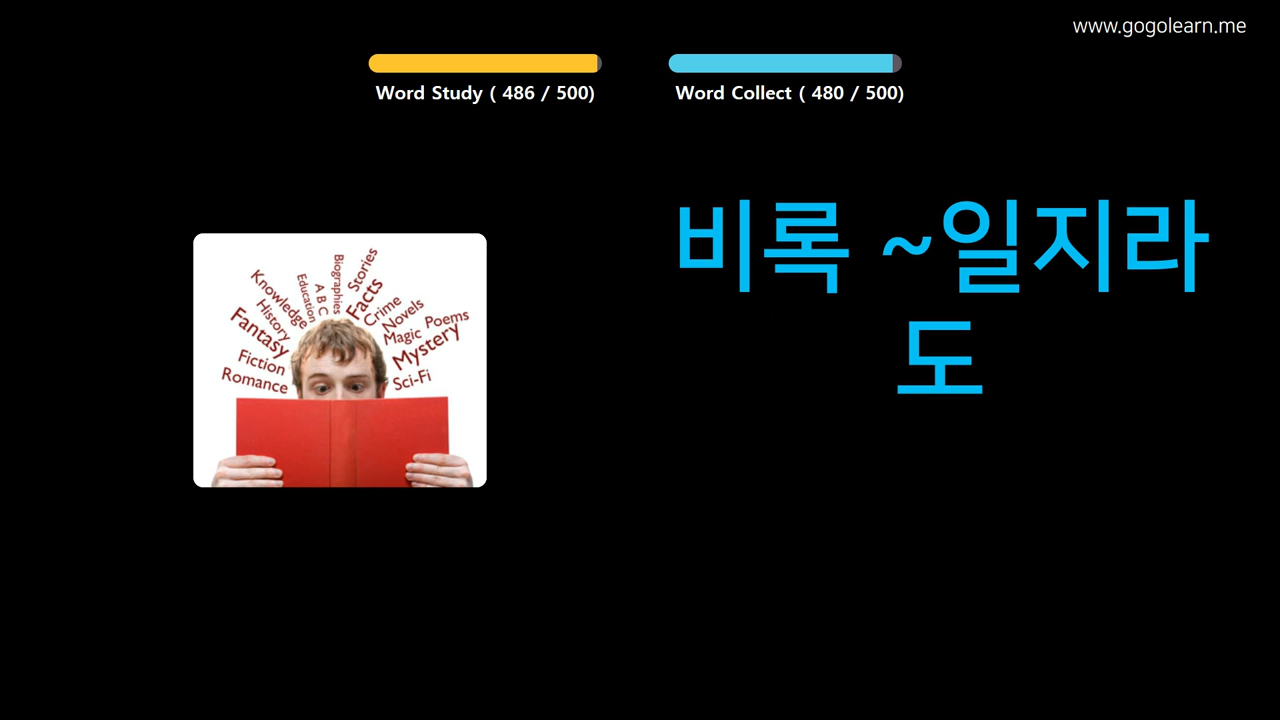 www.gogolearn.me
Word Study ( 486 / 500)
Word Collect ( 480 / 500)
비록 ~일지라
도
Stories
Biographies
Facts
A B C
Education
Knowledge
Crime
Novels
History
Poems
Magic
Fantasy
Mystery
Fiction
Sci-Fi
Romance